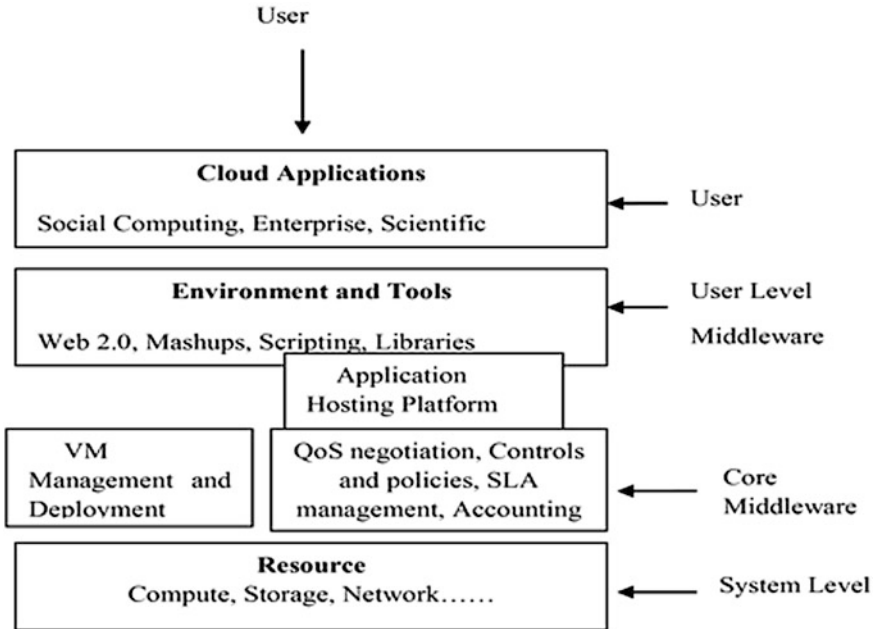 User
Cloud Applications
Social Computing, Enterprise, Scientific
User
Environment and Tools
Web 2.0, Mashups, Scripting, Libraries
User Level
Middleware
Application
Hosting Platform
VM
Management and
Deployment
QoS negotiation, Controls
and policies, SLA
management, Accounting
Core
Middleware
Resource
Compute, Storage, Network......
System Level